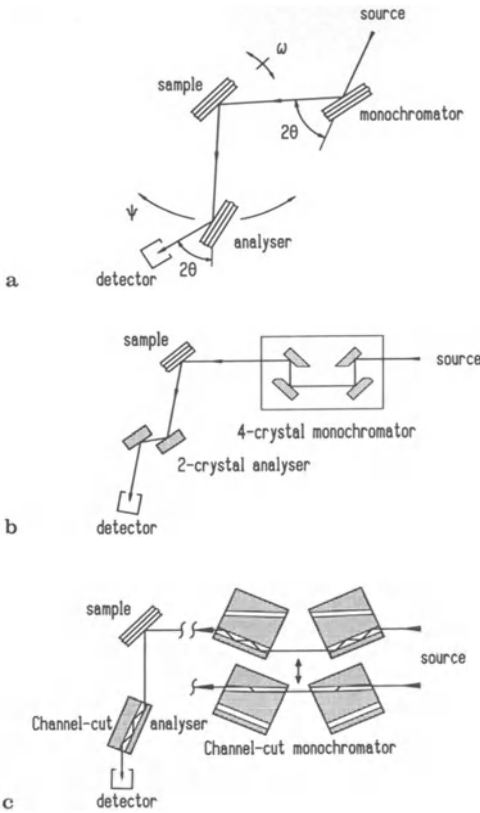 source
ω
sample
monochromator
2θ
Ψ
analyser
2θ
detector
a
sample
source
4-crystal monochromator
2-crystal analyser
detector
b
sample
source
Channel-cut analyser
Channel-cut monochromator
detector
c